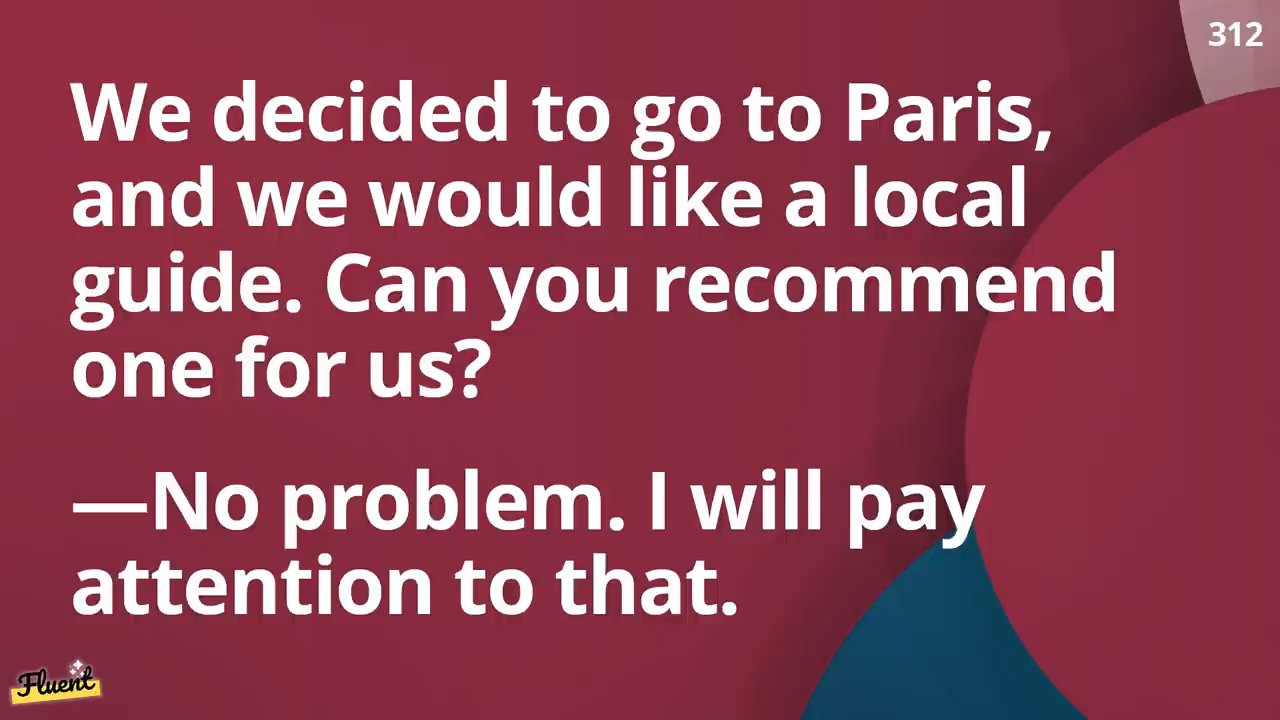 312
We decided to go to Paris,
and we would like a local
guide. Can you recommend
one for us?
—No problem. I will pay
attention to that.
Fluent